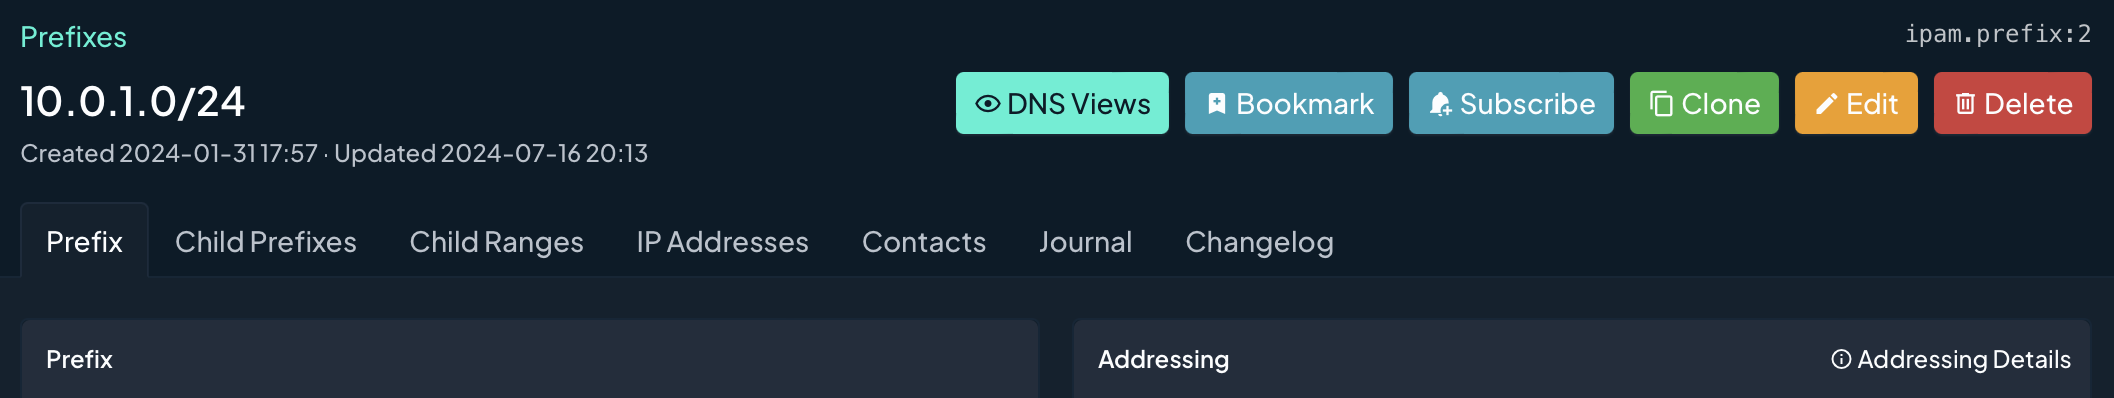 Prefixes
ipam.prefix:2
10.0.1.0/24
DNS Views Bookmark Subscribe Clone Edit Delete
Created 2024-01-31 17:57 · Updated 2024-07-16 20:13
Prefix Child Prefixes Child Ranges IP Addresses Contacts Journal Changelog
Prefix
Addressing Addressing Details